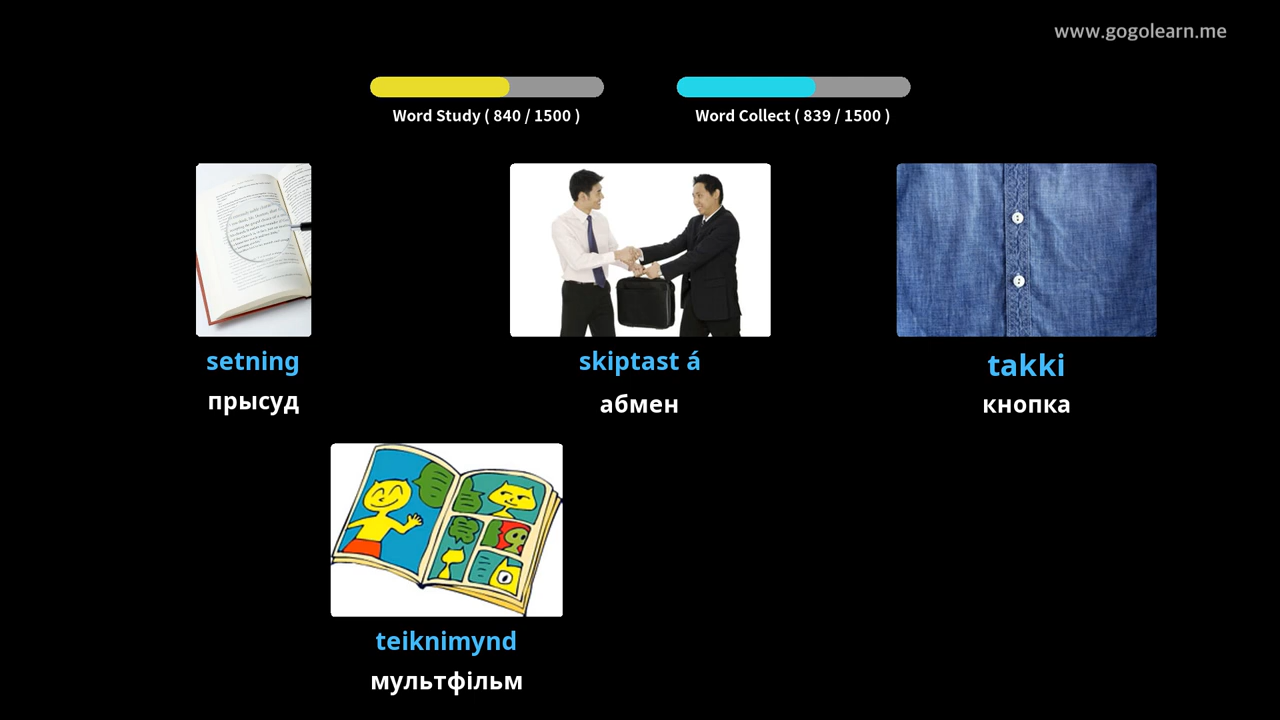 www.gogolearn.me
Word Study ( 840 / 1500 )
Word Collect ( 839 / 1500 )
setning
skiptast á
takki
прысуд
абмен
кнопка
teiknimynd
мультфільм